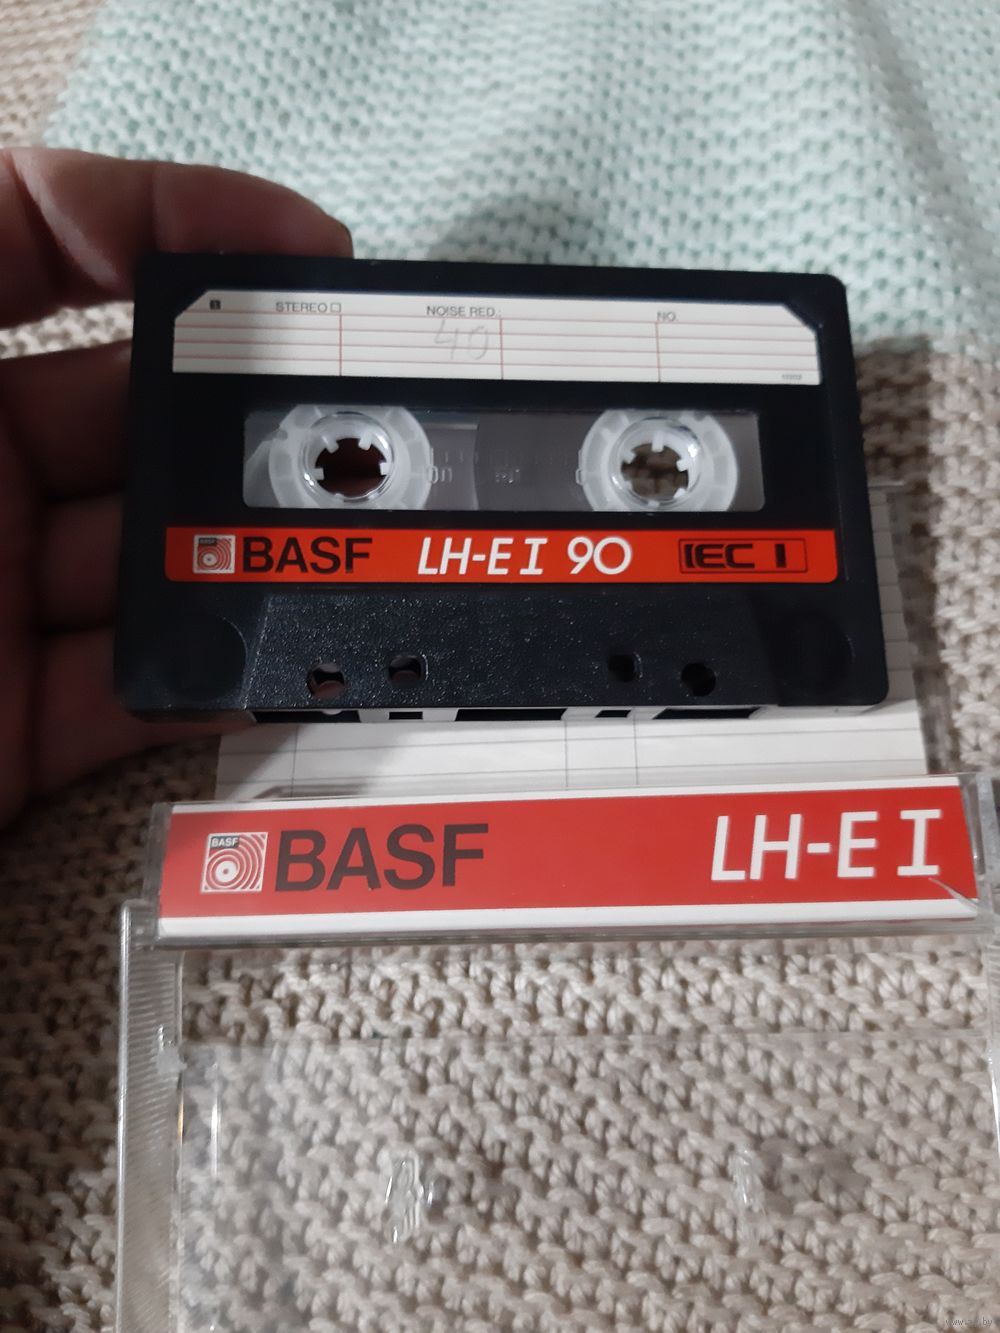 B STEREO NOISE RED.: NO.
40
BASF BASF LH-E I 90 IEC I
BASF BASF LH-E I